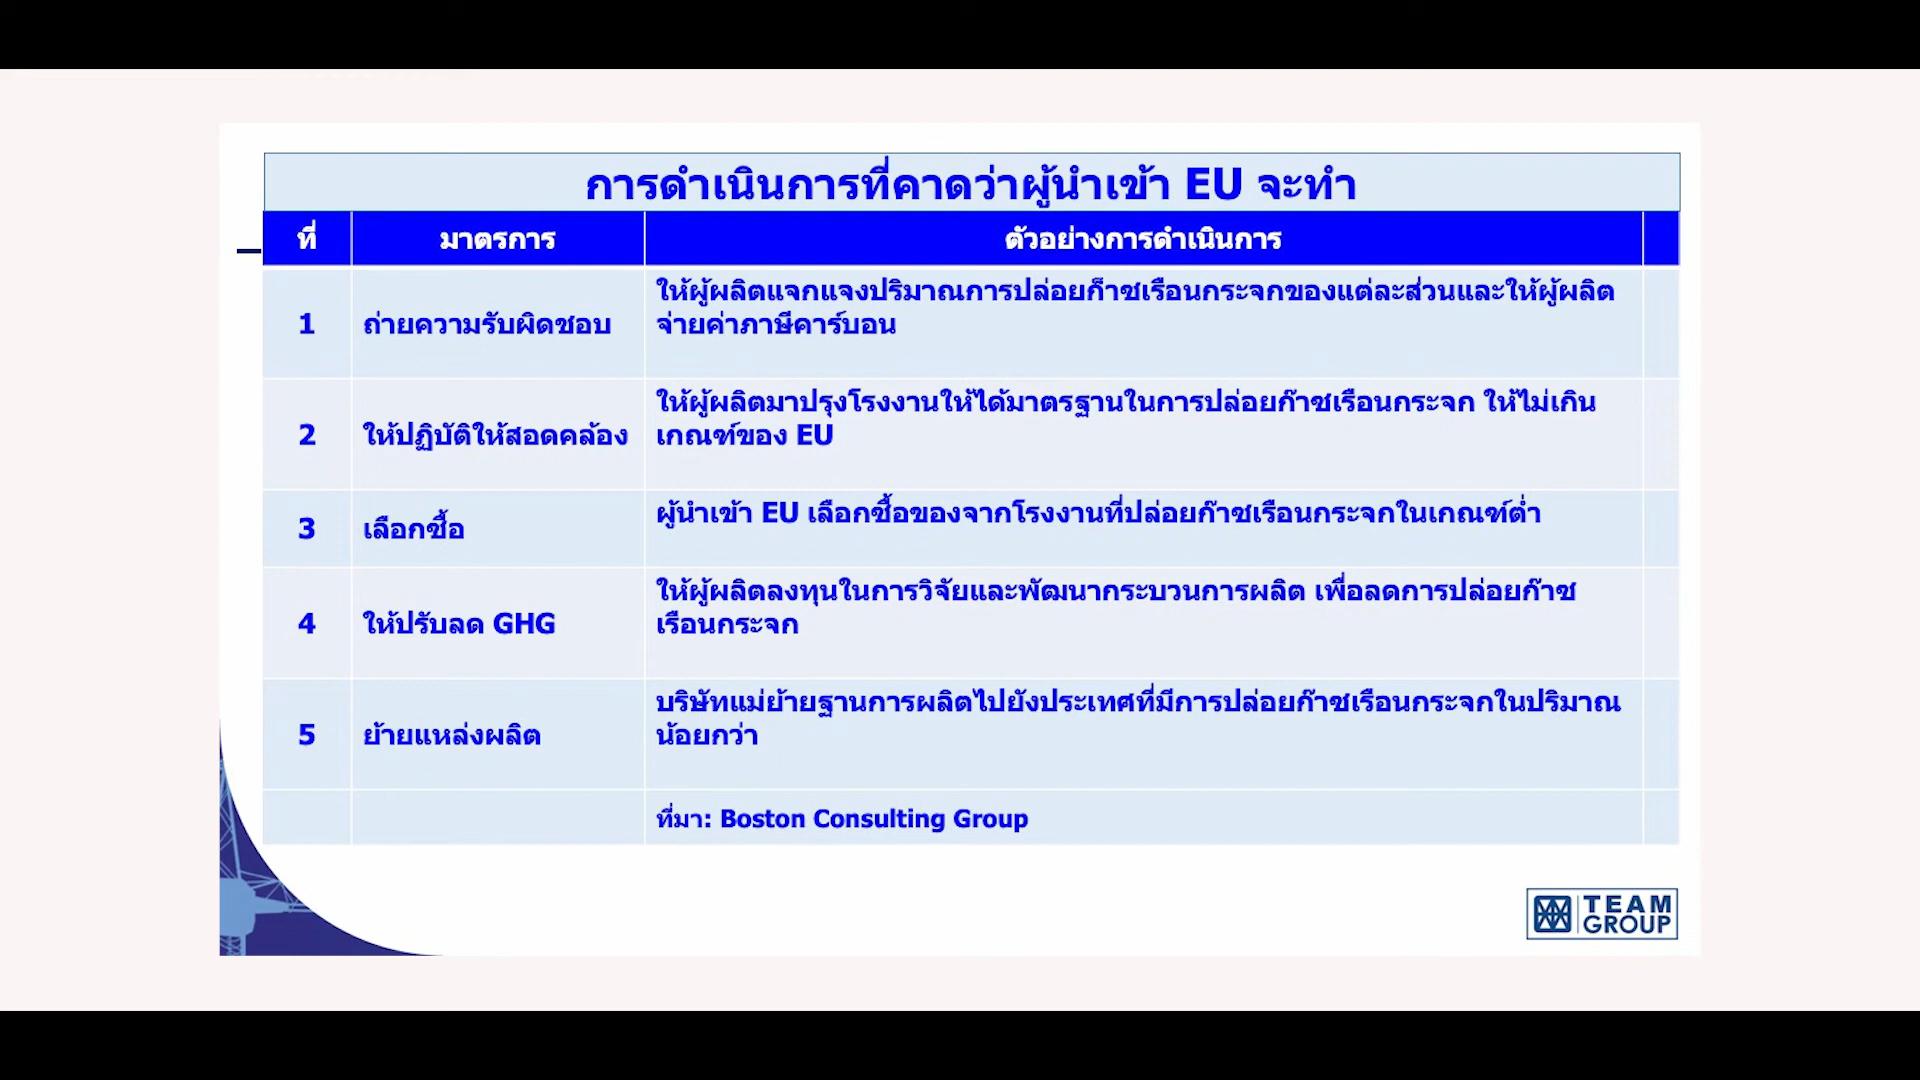 การดำเนินการที่คาดว่าผู้นำเข้า EU จะทำ
ที่ มาตรการ ตัวอย่างการดำเนินการ
1 ถ่ายความรับผิดชอบ ให้ผู้ผลิตแจกแจงปริมาณการปล่อยก๊าซเรือนกระจกของแต่ละส่วนและให้ผู้ผลิต
จ่ายค่าภาษีคาร์บอน
2 ให้ปฏิบัติให้สอดคล้อง ให้ผู้ผลิตมาปรุงโรงงานให้ได้มาตรฐานในการปล่อยก๊าซเรือนกระจก ให้ไม่เกิน
เกณฑ์ของ EU
3 เลือกซื้อ ผู้นำเข้า EU เลือกซื้อของจากโรงงานที่ปล่อยก๊าซเรือนกระจกในเกณฑ์ต่ำ
4 ให้ปรับลด GHG ให้ผู้ผลิตลงทุนในการวิจัยและพัฒนากระบวนการผลิต เพื่อลดการปล่อยก๊าซ
เรือนกระจก
5 ย้ายแหล่งผลิต บริษัทแม่ย้ายฐานการผลิตไปยังประเทศที่มีการปล่อยก๊าซเรือนกระจกในปริมาณ
น้อยกว่า
ที่มา: Boston Consulting Group
TEAM
GROUP